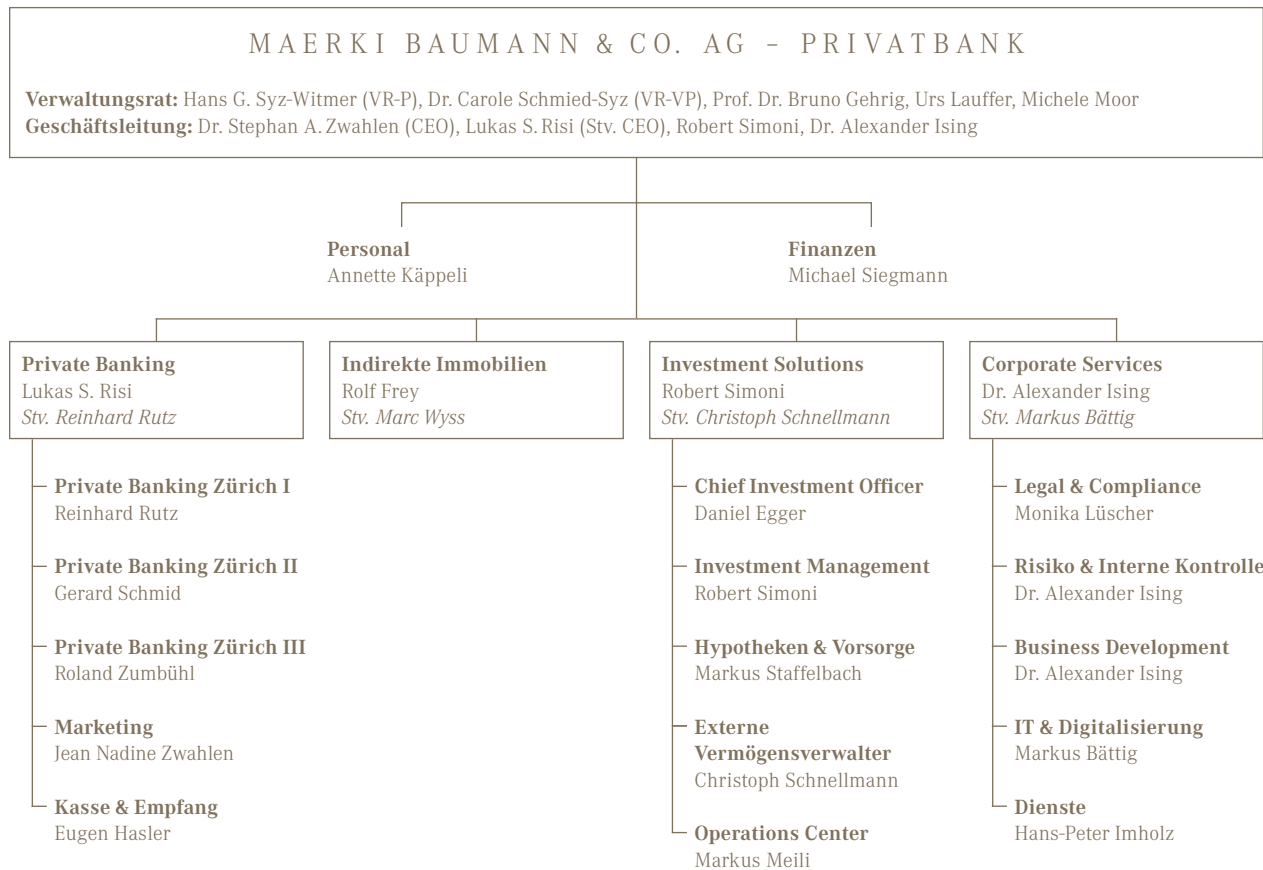 MAERKI BAUMANN & CO. AG – PRIVATBANK
Verwaltungsrat: Hans G. Syz-Witmer (VR-P), Dr. Carole Schmied-Syz (VR-VP), Prof. Dr. Bruno Gehrig, Urs Lauffer, Michele Moor
Geschäftsleitung: Dr. Stephan A. Zwahlen (CEO), Lukas S. Risi (Stv. CEO), Robert Simoni, Dr. Alexander Ising
Personal
Annette Käppeli
Finanzen
Michael Siegmann
Private Banking
Lukas S. Risi
Stv. Reinhard Rutz
Indirekte Immobilien
Rolf Frey
Stv. Marc Wyss
Investment Solutions
Robert Simoni
Stv. Christoph Schnellmann
Corporate Services
Dr. Alexander Ising
Stv. Markus Bättig
Private Banking Zürich I
Reinhard Rutz
Private Banking Zürich II
Gerard Schmid
Private Banking Zürich III
Roland Zumbühl
Marketing
Jean Nadine Zwahlen
Kasse & Empfang
Eugen Hasler
Chief Investment Officer
Daniel Egger
Investment Management
Robert Simoni
Hypotheken & Vorsorge
Markus Staffelbach
Externe
Vermögensverwalter
Christoph Schnellmann
Operations Center
Markus Meili
Legal & Compliance
Monika Lüscher
Risiko & Interne Kontrolle
Dr. Alexander Ising
Business Development
Dr. Alexander Ising
IT & Digitalisierung
Markus Bättig
Dienste
Hans-Peter Imholz